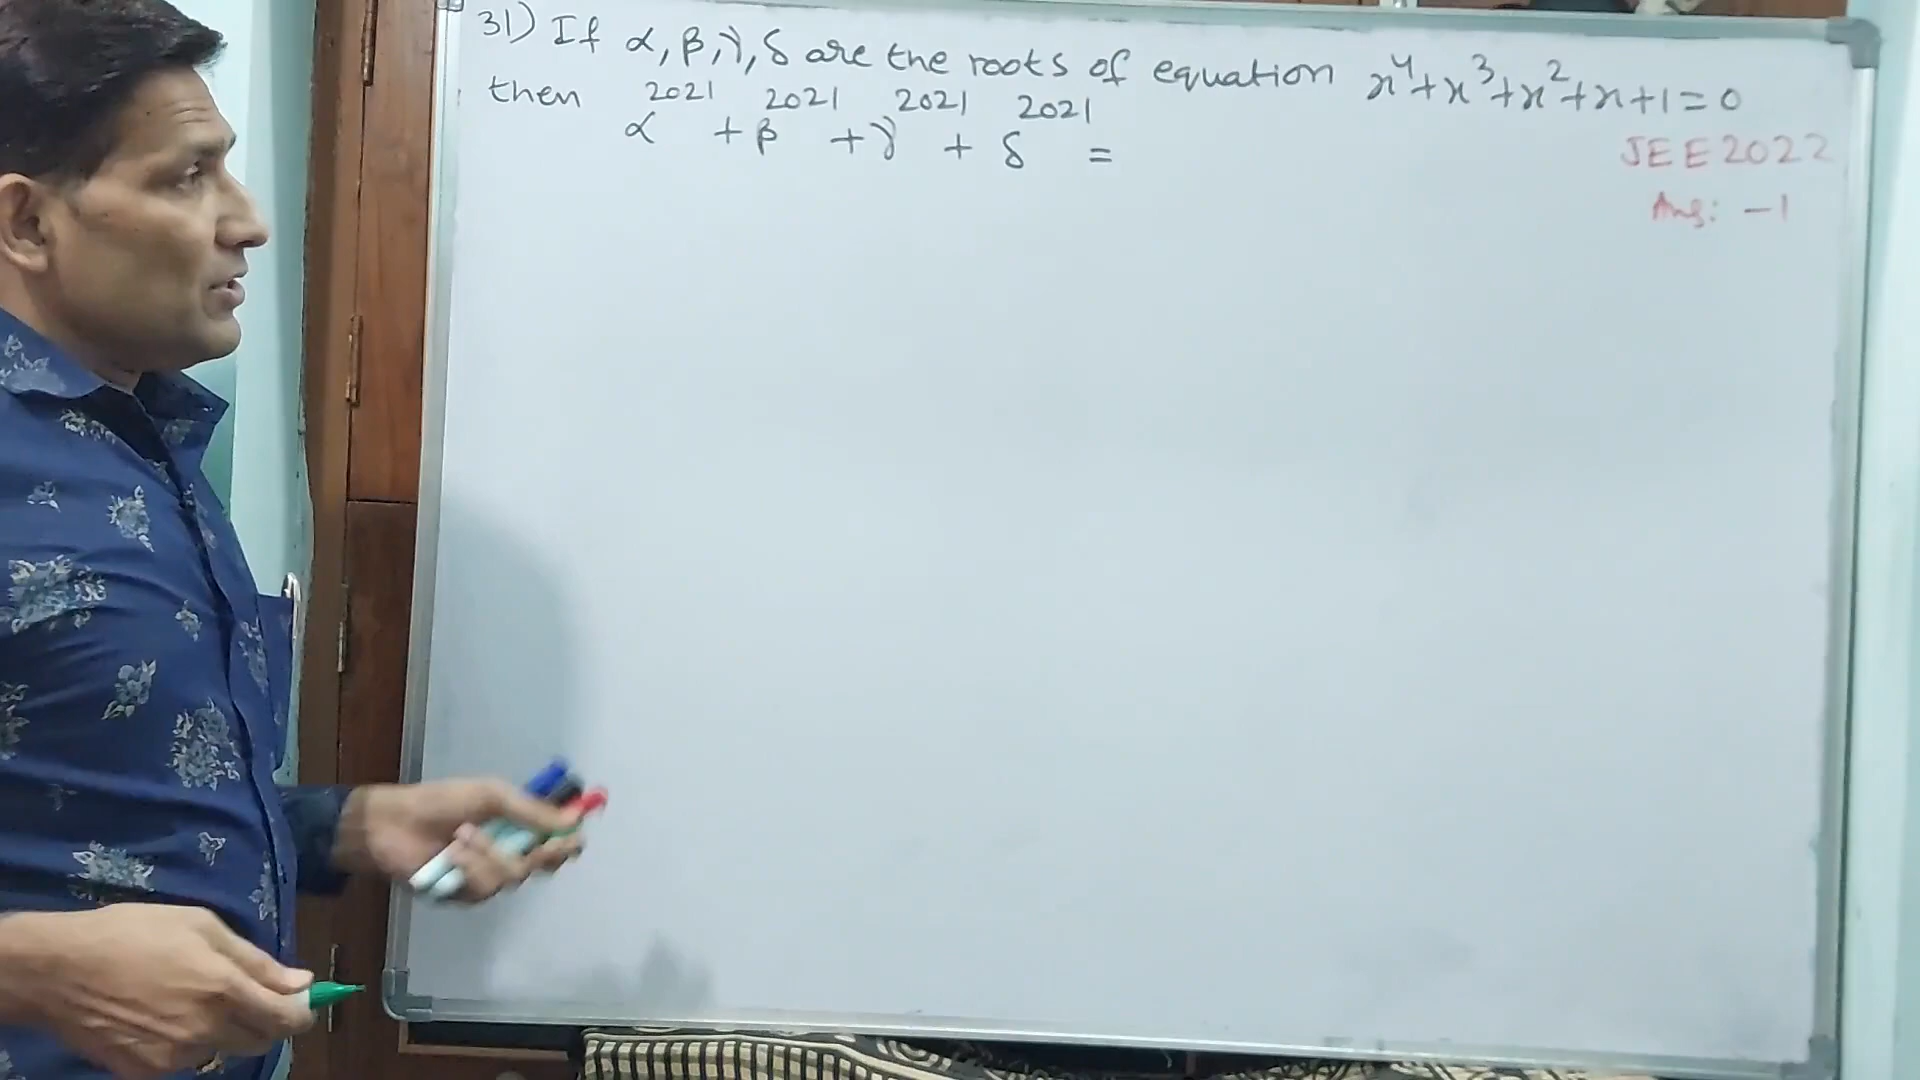 31) If α, β, γ, δ are the roots of equation x⁴+x³+x²+x+1=0
then α²⁰²¹ + β²⁰²¹ + γ²⁰²¹ + δ²⁰²¹ =
JEE 2022
Ans: -1